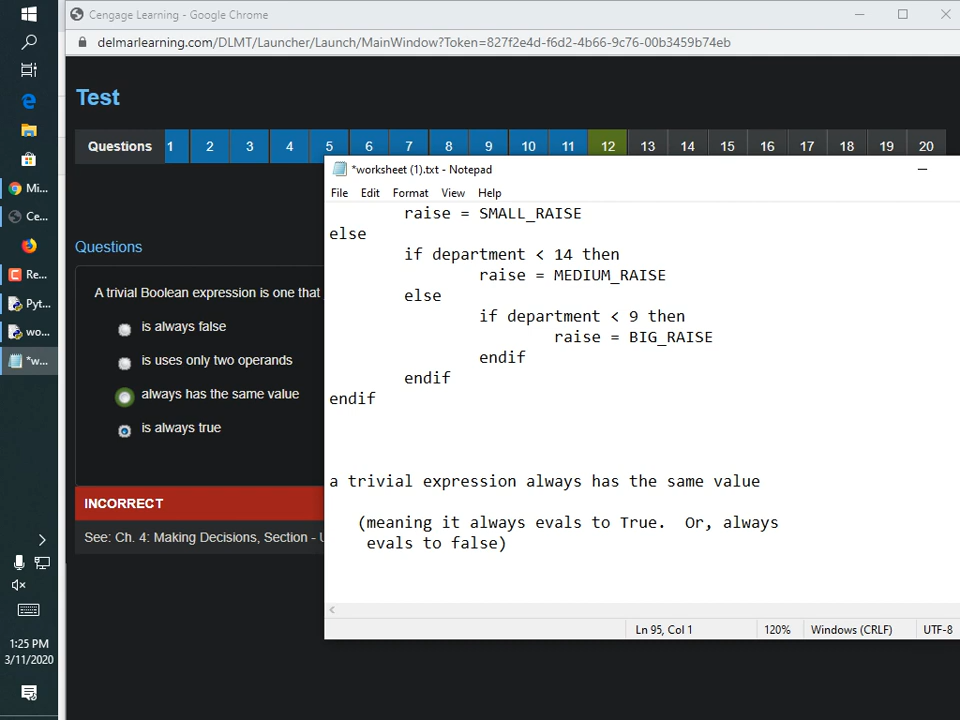 Cengage Learning - Google Chrome
delmarlearning.com/DLMT/Launcher/Launch/MainWindow?Token=827f2e4d-f6d2-4b66-9c76-00b3459b74eb
Test
Questions 1 2 3 4 5 6 7 8 9 10 11 12 13 14 15 16 17 18 19 20
*worksheet (1).txt - Notepad
File Edit Format View Help
raise = SMALL_RAISE
else
if department < 14 then
raise = MEDIUM_RAISE
else
if department < 9 then
raise = BIG_RAISE
endif
endif
endif
a trivial expression always has the same value
(meaning it always evals to True. Or, always
evals to false)
Ln 95, Col 1 120% Windows (CRLF) UTF-8
Questions
A trivial Boolean expression is one that
is always false
is uses only two operands
always has the same value
is always true
INCORRECT
See: Ch. 4: Making Decisions, Section - U
Mi...
Ce...
Re...
Pyt...
wo...
*w...
1:25 PM
3/11/2020